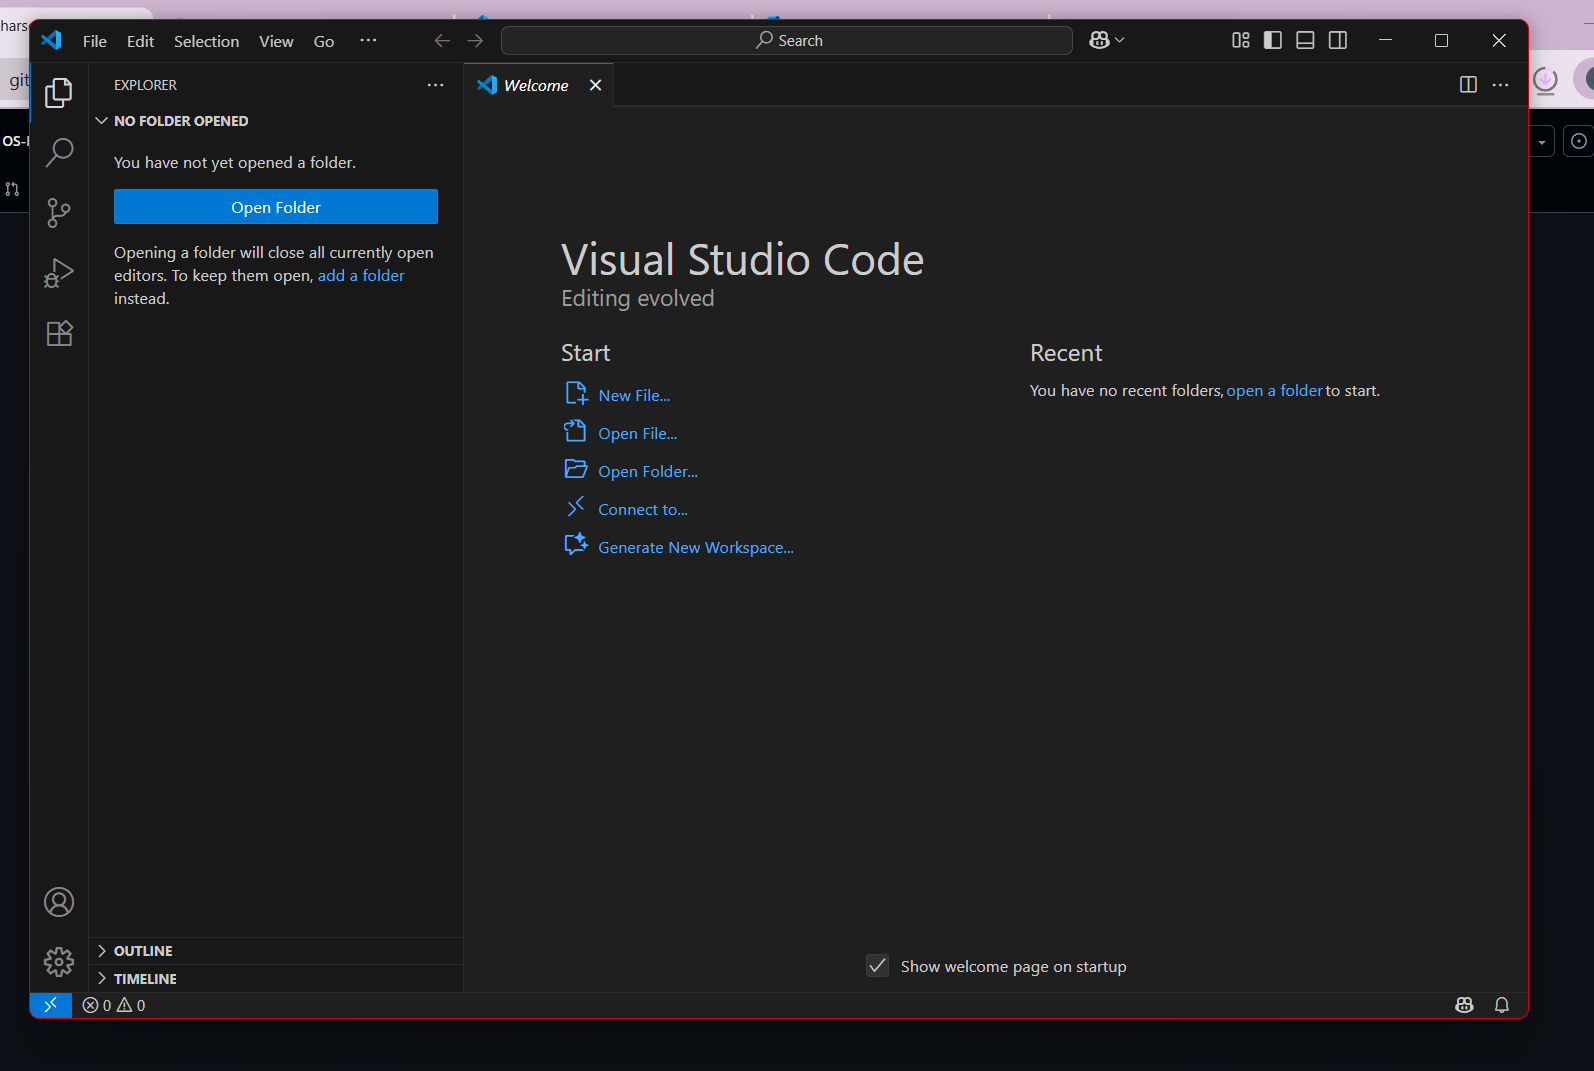 hars
git
OS-
File Edit Selection View Go ···
Search
EXPLORER
Welcome
NO FOLDER OPENED
You have not yet opened a folder.
Open Folder
Opening a folder will close all currently open
editors. To keep them open, add a folder
instead.
Visual Studio Code
Editing evolved
Start
New File...
Open File...
Open Folder...
Connect to...
Generate New Workspace...
Recent
You have no recent folders, open a folder to start.
OUTLINE
TIMELINE
Show welcome page on startup
0 0